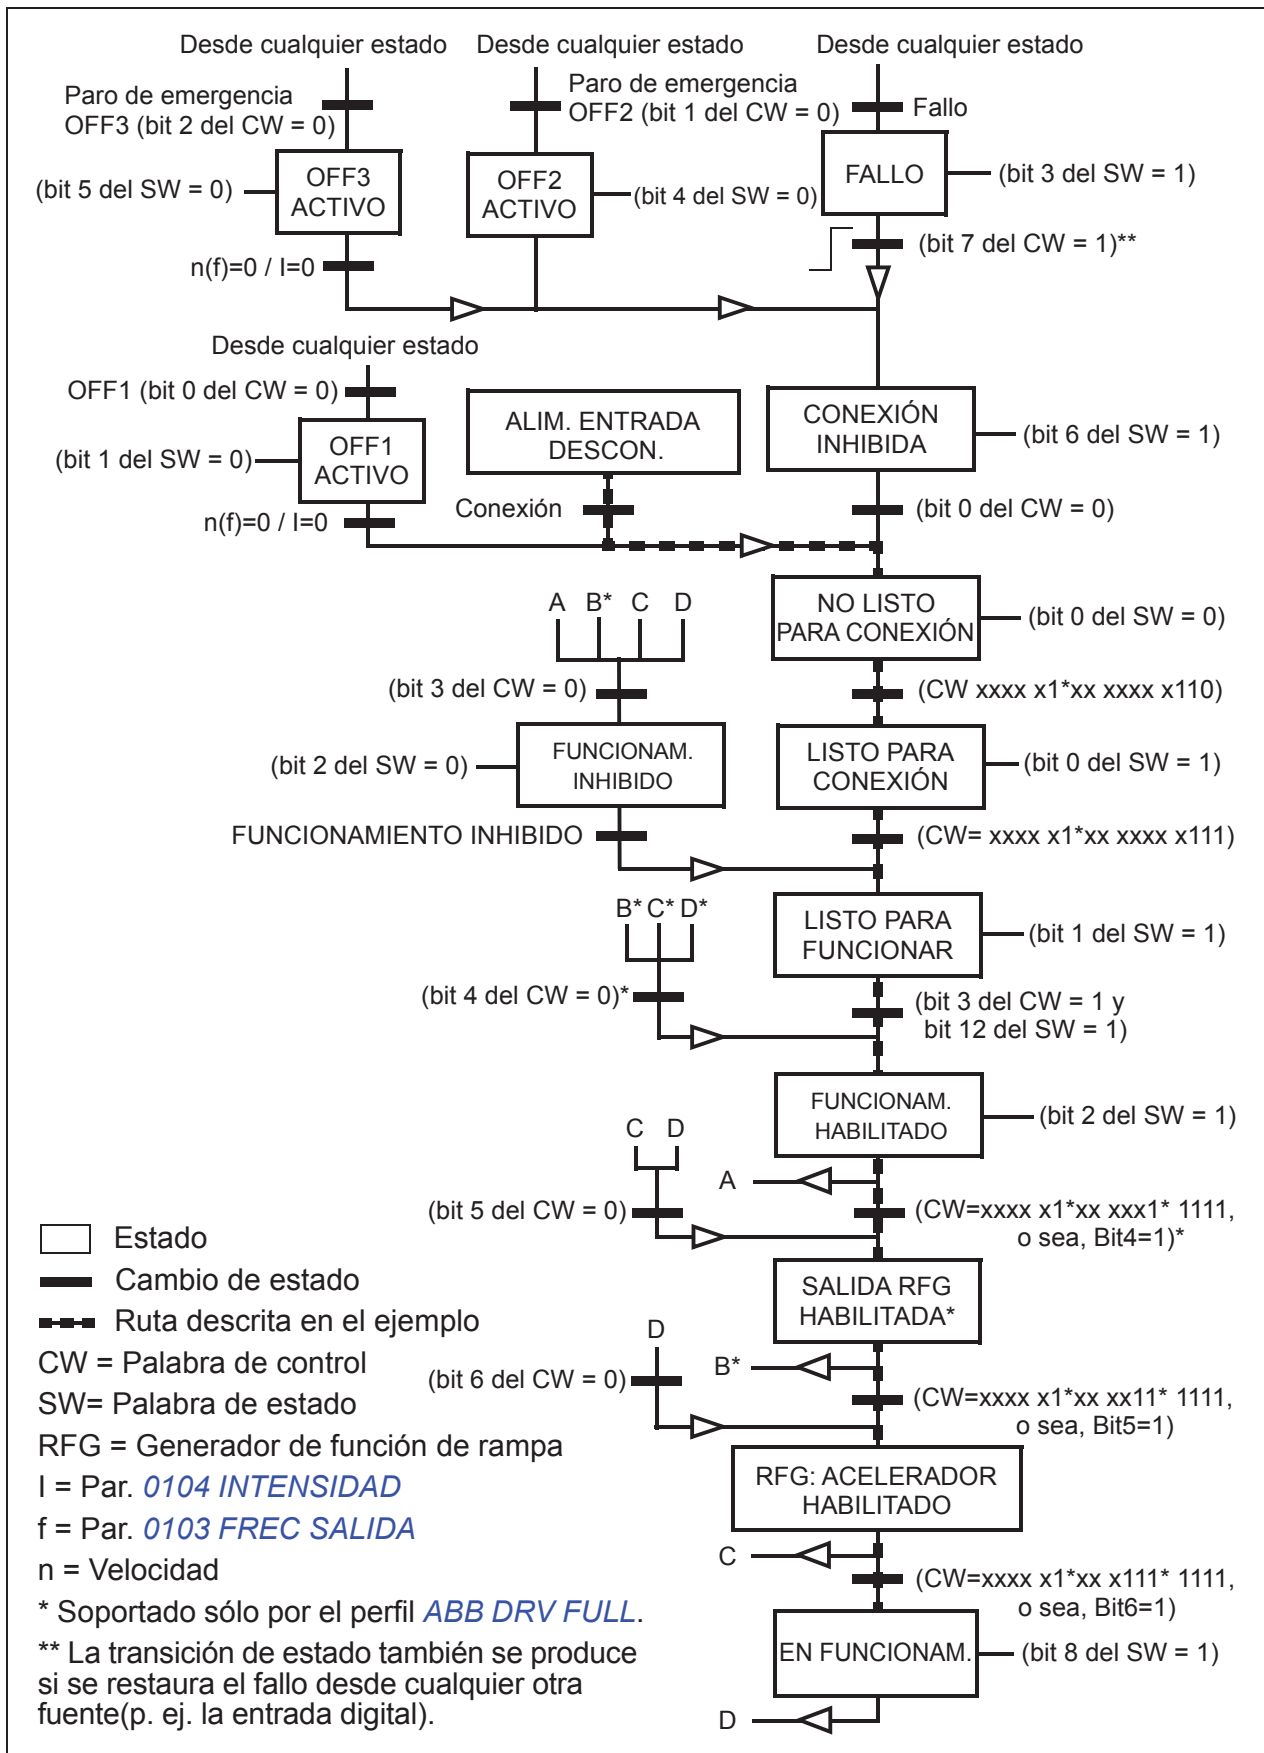 Desde cualquier estado
Desde cualquier estado
Desde cualquier estado
Paro de emergencia
OFF3 (bit 2 del CW = 0)
Paro de emergencia
OFF2 (bit 1 del CW = 0)
Fallo
(bit 5 del SW = 0)
OFF3
ACTIVO
OFF2
ACTIVO
(bit 4 del SW = 0)
FALLO
(bit 3 del SW = 1)
n(f)=0 / I=0
(bit 7 del CW = 1)**
Desde cualquier estado
OFF1 (bit 0 del CW = 0)
(bit 1 del SW = 0)
OFF1
ACTIVO
ALIM. ENTRADA
DESCON.
CONEXIÓN
INHIBIDA
(bit 6 del SW = 1)
n(f)=0 / I=0
Conexión
(bit 0 del CW = 0)
A B* C D
NO LISTO
PARA CONEXIÓN
(bit 0 del SW = 0)
(bit 3 del CW = 0)
(CW xxxx x1*xx xxxx x110)
(bit 2 del SW = 0)
FUNCIONAM.
INHIBIDO
LISTO PARA
CONEXIÓN
(bit 0 del SW = 1)
FUNCIONAMIENTO INHIBIDO
(CW= xxxx x1*xx xxxx x111)
B* C* D*
LISTO PARA
FUNCIONAR
(bit 1 del SW = 1)
(bit 4 del CW = 0)*
(bit 3 del CW = 1 y
bit 12 del SW = 1)
FUNCIONAM.
HABILITADO
(bit 2 del SW = 1)
C D
A
(bit 5 del CW = 0)
(CW=xxxx x1*xx xxx1* 1111,
o sea, Bit4=1)*
SALIDA RFG
HABILITADA*
D
B*
(bit 6 del CW = 0)
(CW=xxxx x1*xx xx11* 1111,
o sea, Bit5=1)
RFG: ACELERADOR
HABILITADO
C
(CW=xxxx x1*xx x111* 1111,
o sea, Bit6=1)
EN FUNCIONAM.
(bit 8 del SW = 1)
D
Estado
Cambio de estado
Ruta descrita en el ejemplo
CW = Palabra de control
SW= Palabra de estado
RFG = Generador de función de rampa
I = Par. 0104 INTENSIDAD
f = Par. 0103 FREC SALIDA
n = Velocidad
* Soportado sólo por el perfil ABB DRV FULL.
** La transición de estado también se produce
si se restaura el fallo desde cualquier otra
fuente(p. ej. la entrada digital).